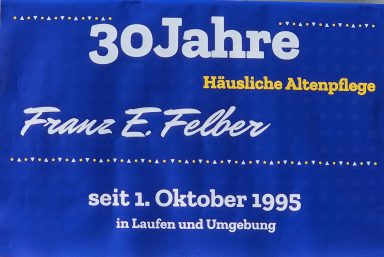 30Jahre
Häusliche Altenpflege
Franz E. Felber
seit 1. Oktober 1995
in Laufen und Umgebung